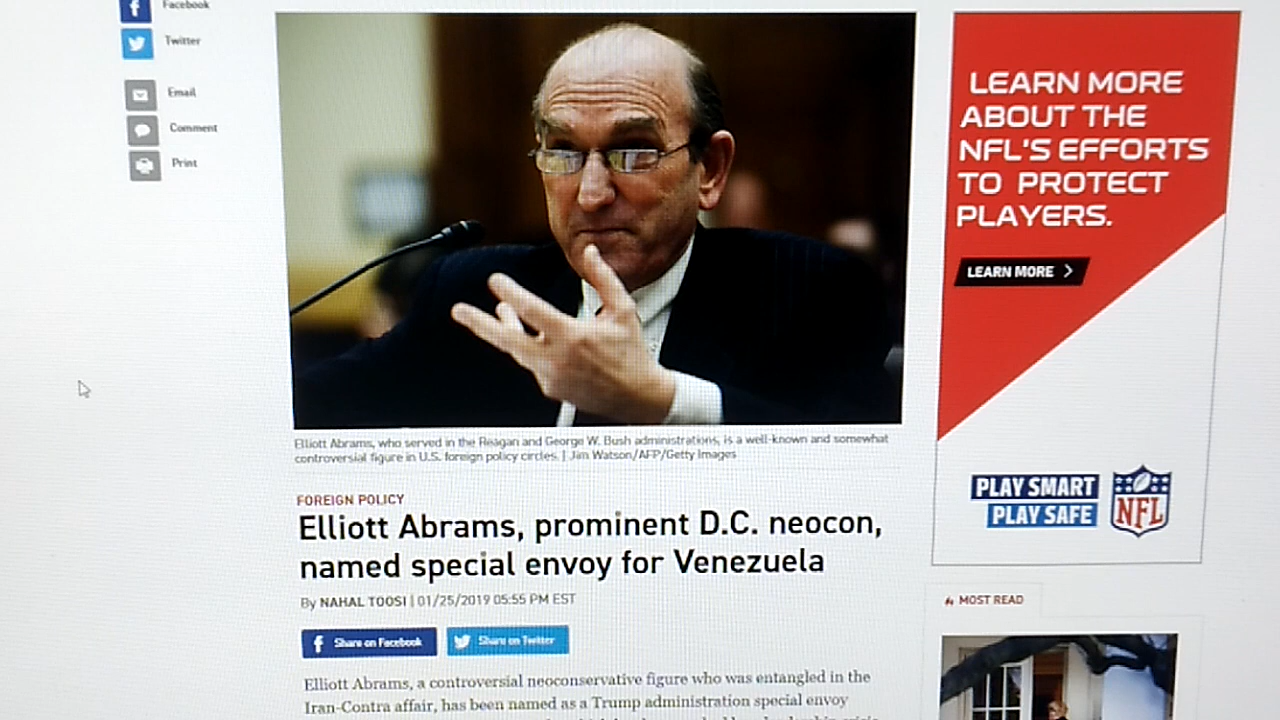 Facebook
Twitter
Email
Comment
Print
LEARN MORE
ABOUT THE
NFL'S EFFORTS
TO PROTECT
PLAYERS.
LEARN MORE
PLAY SMART
PLAY SAFE
NFL
Elliott Abrams, who served in the Reagan and George W. Bush administrations, is a well-known and somewhat
controversial figure in U.S. foreign policy circles. | Jim Watson/AFP/Getty Images
FOREIGN POLICY
Elliott Abrams, prominent D.C. neocon,
named special envoy for Venezuela
By NAHAL TOOSI | 01/25/2019 05:55 PM EST
Share on Facebook
Share on Twitter
MOST READ
Elliott Abrams, a controversial neoconservative figure who was entangled in the
Iran-Contra affair, has been named as a Trump administration special envoy